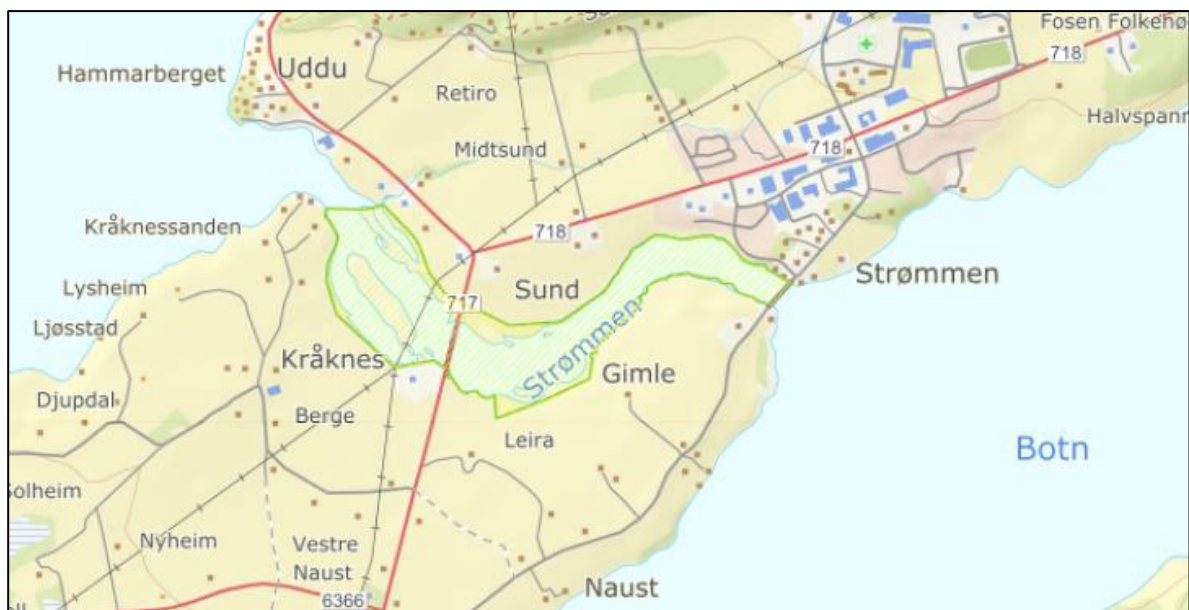 Fosen Folkehø
718
Hammarberget
Uddu
Retiro
Halvspann
Midtsund
718
Kråknessanden
718
Strømmen
Lysheim
Sund
717
Ljøsstad
Strømmen
Kråknes
Gimle
Djupdal
Berge
Leira
Botn
Solheim
Nyheim
Vestre
Naust
Naust
6366